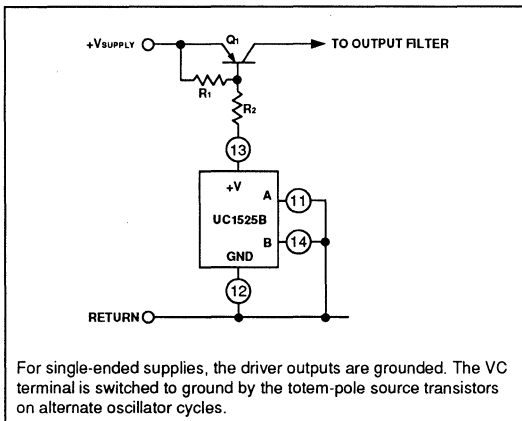 +VSUPPLY
Q1
TO OUTPUT FILTER
R1
R2
13
+V
A
11
UC1525B
B
14
GND
12
RETURN
For single-ended supplies, the driver outputs are grounded. The VC
terminal is switched to ground by the totem-pole source transistors
on alternate oscillator cycles.